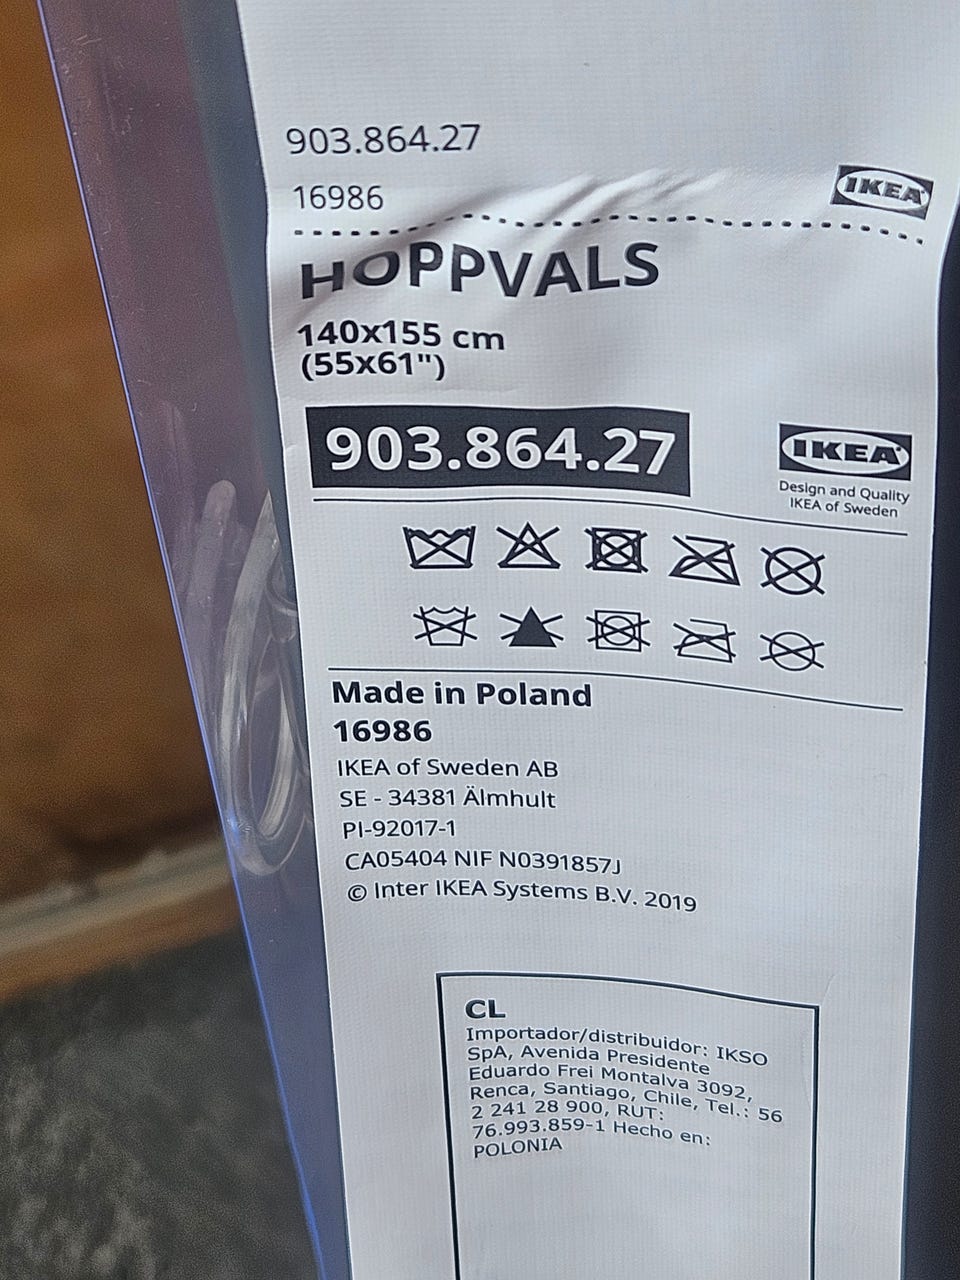 903.864.27
16986
IKEA
HOPPVALS
140x155 cm
(55x61")
903.864.27
IKEA
Design and Quality
IKEA of Sweden
Made in Poland
16986
IKEA of Sweden AB
SE - 34381 Älmhult
PI-92017-1
CA05404 NIF N0391857J
© Inter IKEA Systems B.V. 2019
CL
Importador/distribuidor: IKSO
SpA, Avenida Presidente
Eduardo Frei Montalva 3092,
Renca, Santiago, Chile, Tel.: 56
2 241 28 900, RUT:
76.993.859-1 Hecho en:
POLONIA